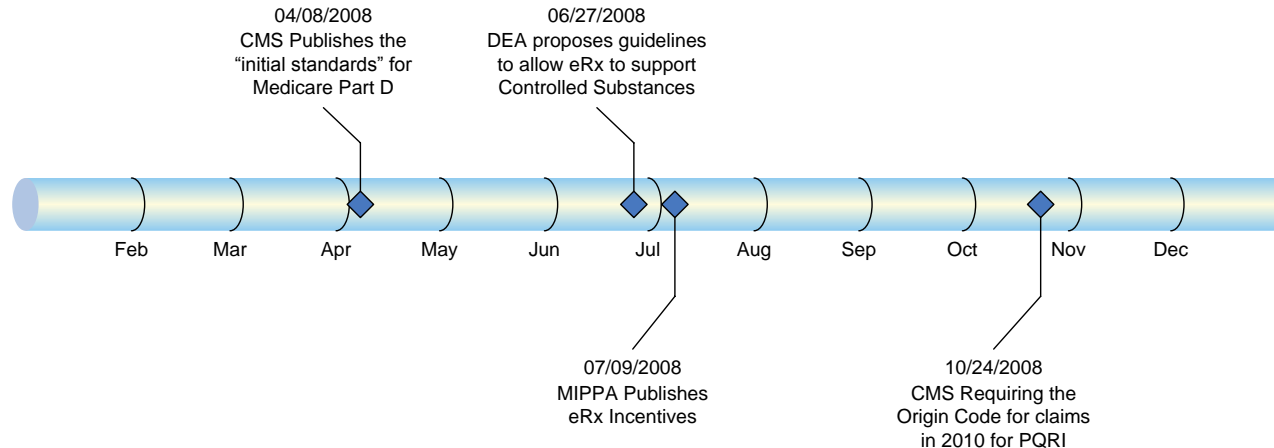 04/08/2008
CMS Publishes the
“initial standards” for
Medicare Part D
06/27/2008
DEA proposes guidelines
to allow eRx to support
Controlled Substances
Feb
Mar
Apr
May
Jun
Jul
Aug
Sep
Oct
Nov
Dec
07/09/2008
MIPPA Publishes
eRx Incentives
10/24/2008
CMS Requiring the
Origin Code for claims
in 2010 for PQRI